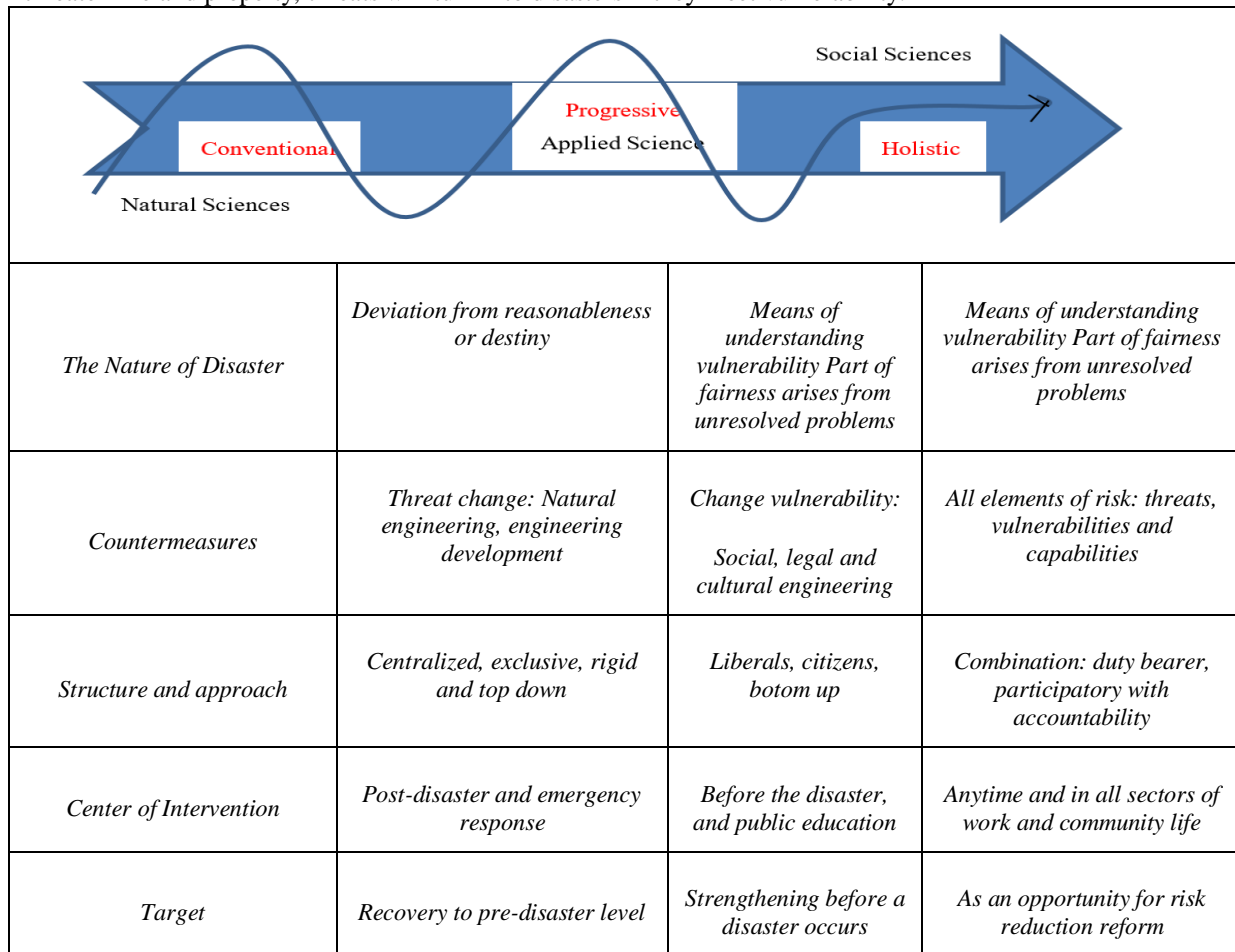 Social Sciences
Progressive
Applied Science
Conventional
Holistic
Natural Sciences
The Nature of Disaster
Deviation from reasonableness
or destiny
Means of
understanding
vulnerability Part of
fairness arises from
unresolved problems
Means of understanding
vulnerability Part of fairness
arises from unresolved
problems
Countermeasures
Threat change: Natural
engineering, engineering
development
Change vulnerability:
Social, legal and
cultural engineering
All elements of risk: threats,
vulnerabilities and
capabilities
Structure and approach
Centralized, exclusive, rigid
and top down
Liberals, citizens,
botom up
Combination: duty bearer,
participatory with
accountability
Center of Intervention
Post-disaster and emergency
response
Before the disaster,
and public education
Anytime and in all sectors of
work and community life
Target
Recovery to pre-disaster level
Strengthening before a
disaster occurs
As an opportunity for risk
reduction reform